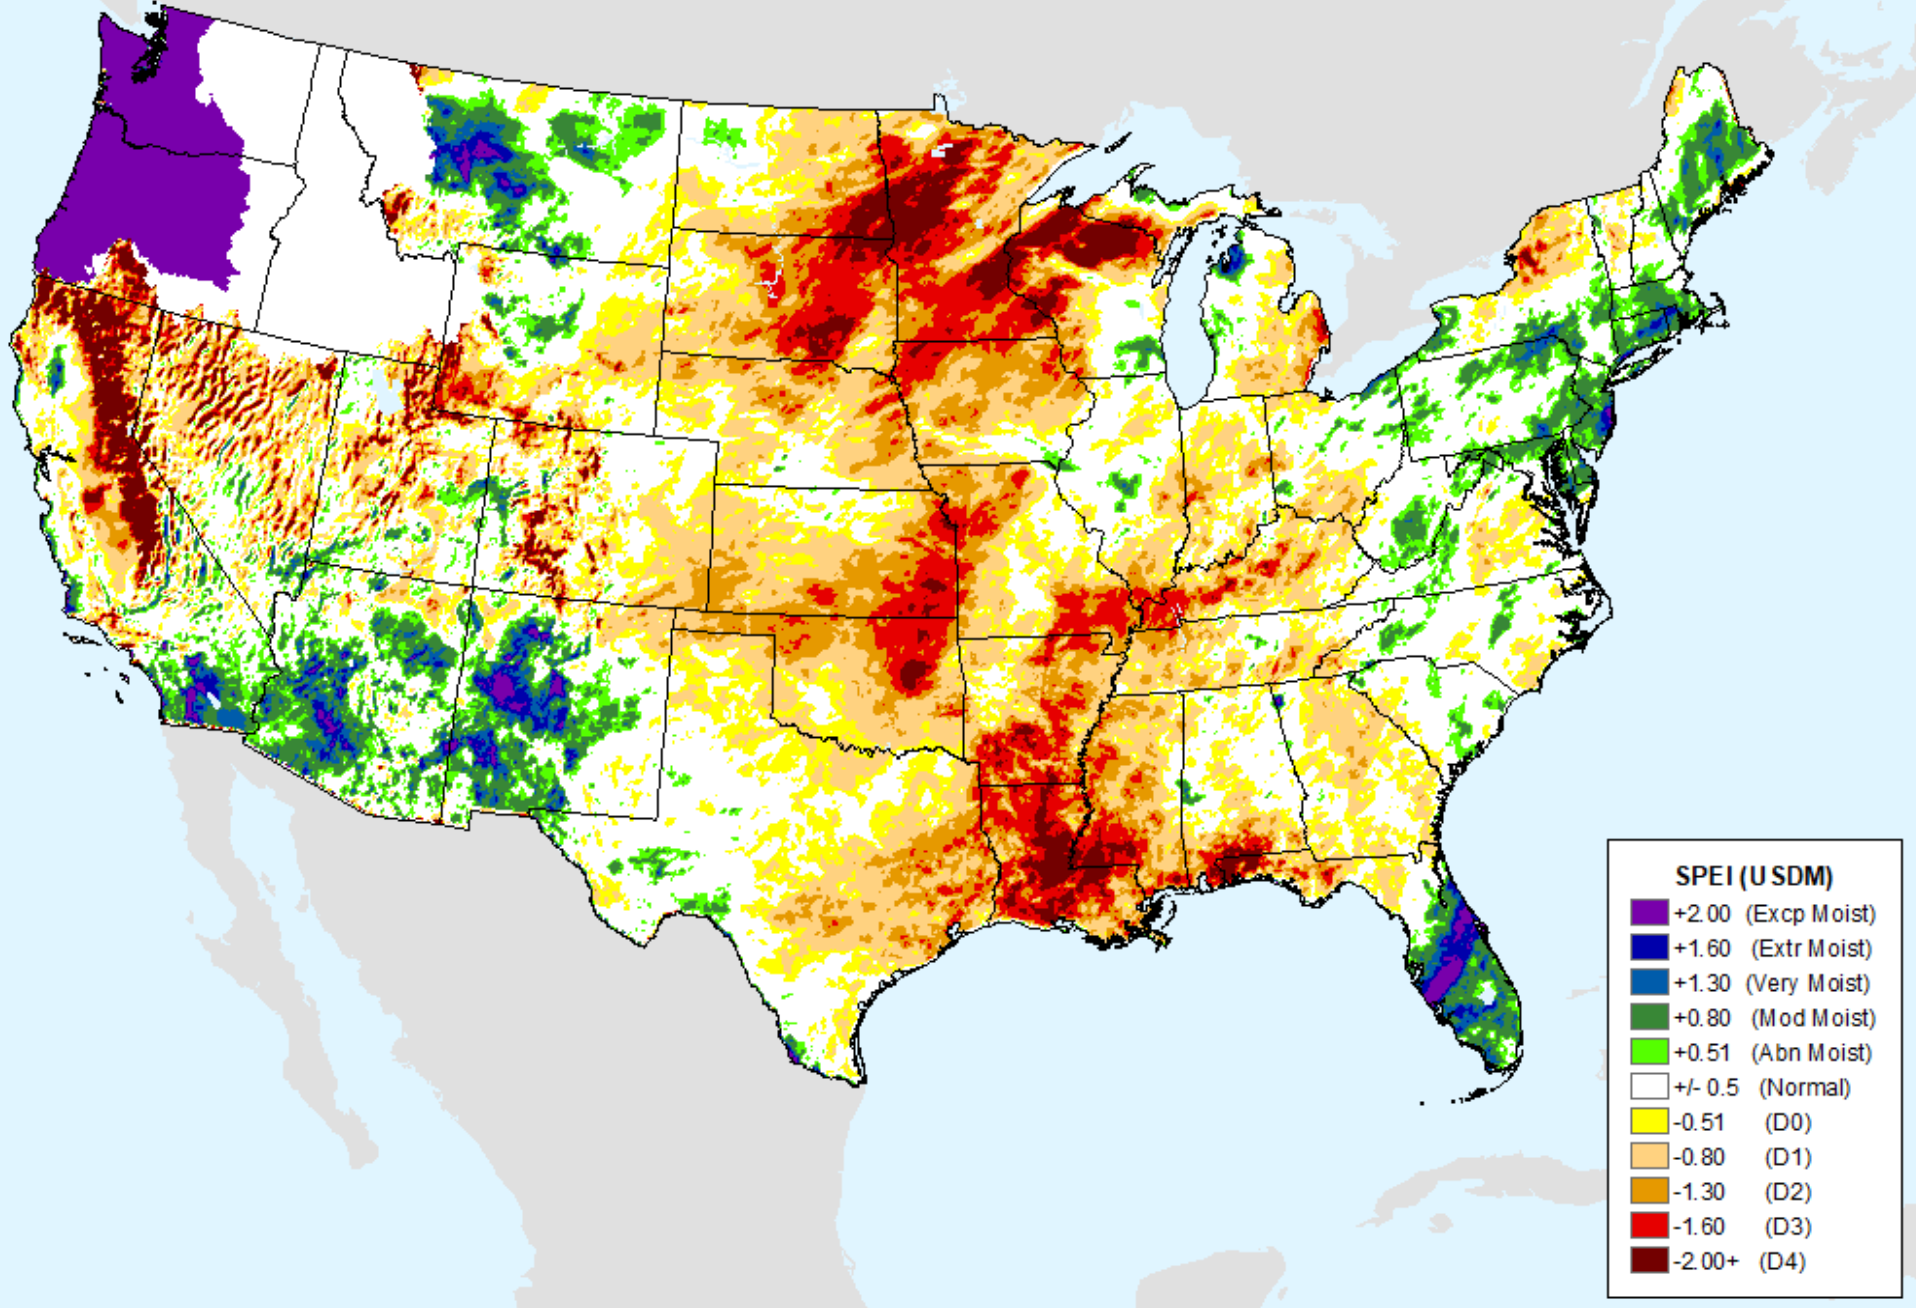 SPEI (USDM)
+2.00 (Excp Moist)
+1.60 (Extr Moist)
+1.30 (Very Moist)
+0.80 (Mod Moist)
+0.51 (Abn Moist)
+/- 0.5 (Normal)
-0.51 (D0)
-0.80 (D1)
-1.30 (D2)
-1.60 (D3)
-2.00+ (D4)